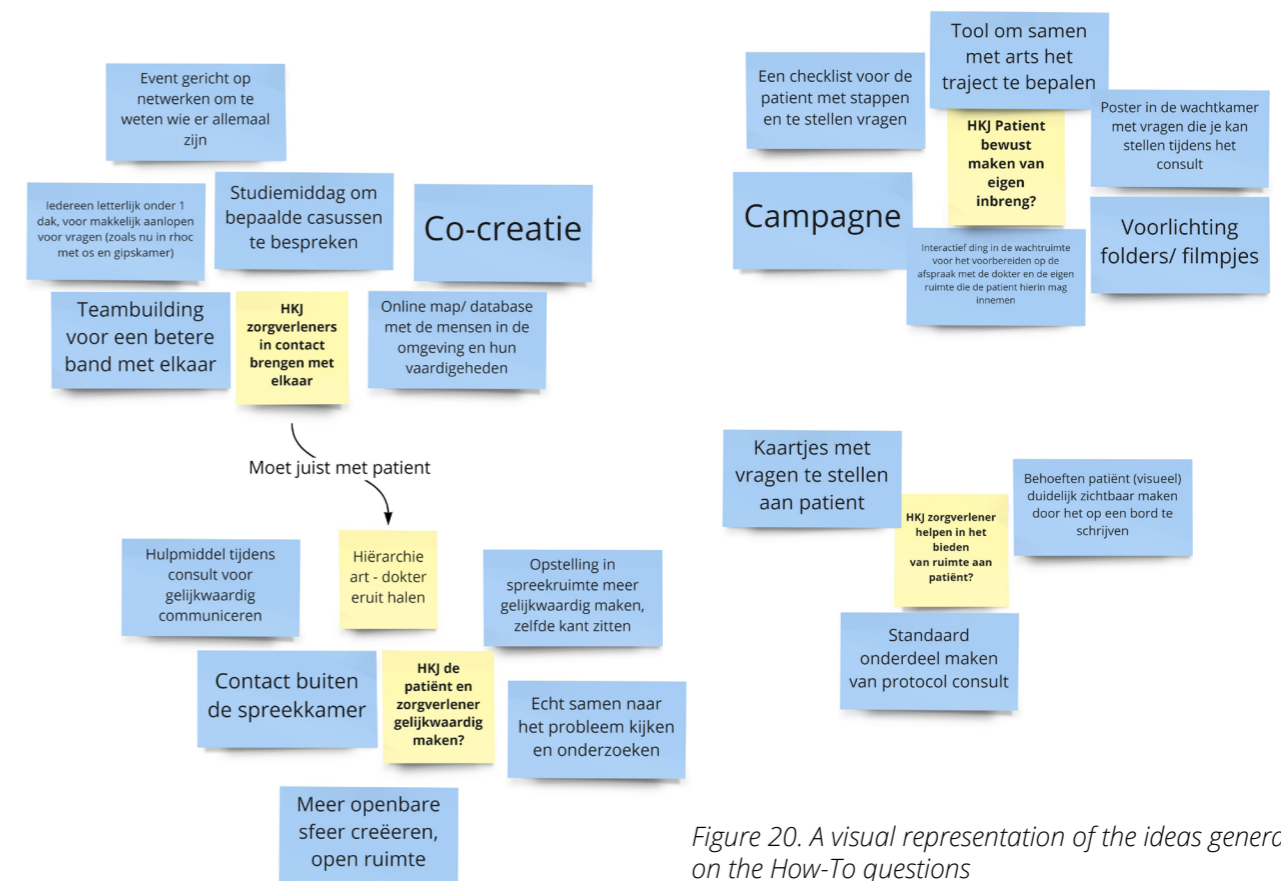 Event gericht op
netwerken om te
weten wie er allemaal
zijn
Iedereen letterlijk onder 1
dak, voor makkelijk aanlopen
voor vragen (zoals nu in rhoc
met os en gipskamer)
Studiemiddag om
bepaalde casussen
te bespreken
Co-creatie
Teambuilding
voor een betere
band met elkaar
HKJ
zorgverleners
in contact
brengen met
elkaar
Online map/ database
met de mensen in de
omgeving en hun
vaardigheden
Moet juist met patient
Hulpmiddel tijdens
consult voor
gelijkwaardig
communiceren
Hiërarchie
art - dokter
eruit halen
Opstelling in
spreekruimte meer
gelijkwaardig maken,
zelfde kant zitten
Contact buiten
de spreekkamer
HKJ de
patiënt en
zorgverlener
gelijkwaardig
maken?
Echt samen naar
het probleem kijken
en onderzoeken
Meer openbare
sfeer creëeren,
open ruimte
Tool om samen
met arts het
traject te bepalen
Een checklist voor de
patient met stappen
en te stellen vragen
HKJ Patient
bewust
maken van
eigen
inbreng?
Poster in de wachtkamer
met vragen die je kan
stellen tijdens het
consult
Campagne
Interactief ding in de wachtruimte
voor het voorbereiden op de
afspraak met de dokter en de eigen
ruimte die de patient hierin mag
innemen
Voorlichting
folders/ filmpjes
Kaartjes met
vragen te stellen
aan patient
HKJ zorgverlener
helpen in het
bieden
van ruimte aan
patiënt?
Behoeften patiënt (visueel)
duidelijk zichtbaar maken
door het op een bord te
schrijven
Standaard
onderdeel maken
van protocol consult
Figure 20. A visual representation of the ideas genera
on the How-To questions